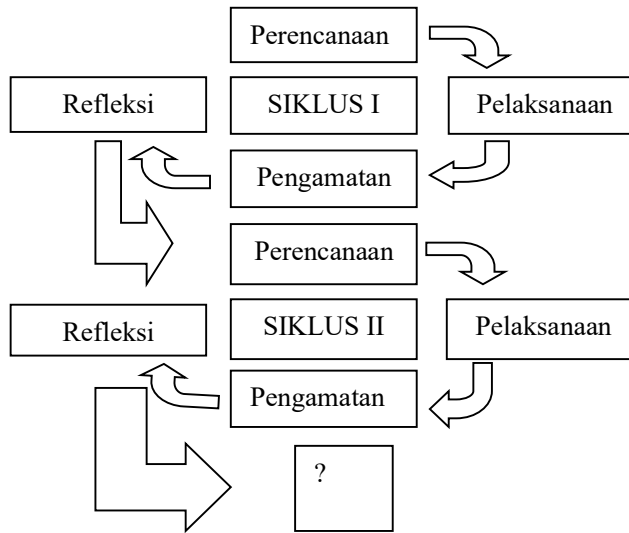 Perencanaan
Refleksi
SIKLUS I
Pelaksanaan
Pengamatan
Perencanaan
Refleksi
SIKLUS II
Pelaksanaan
Pengamatan
?